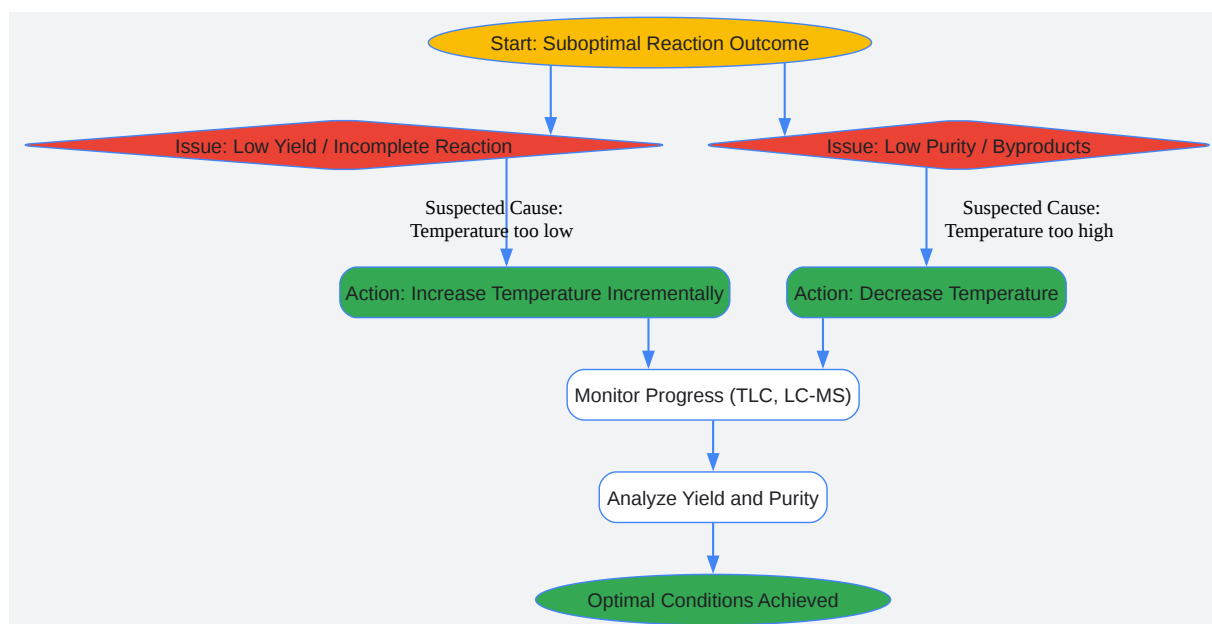 Start: Suboptimal Reaction Outcome
Issue: Low Yield / Incomplete Reaction
Issue: Low Purity / Byproducts
Suspected Cause:
Temperature too low
Suspected Cause:
Temperature too high
Action: Increase Temperature Incrementally
Action: Decrease Temperature
Monitor Progress (TLC, LC-MS)
Analyze Yield and Purity
Optimal Conditions Achieved